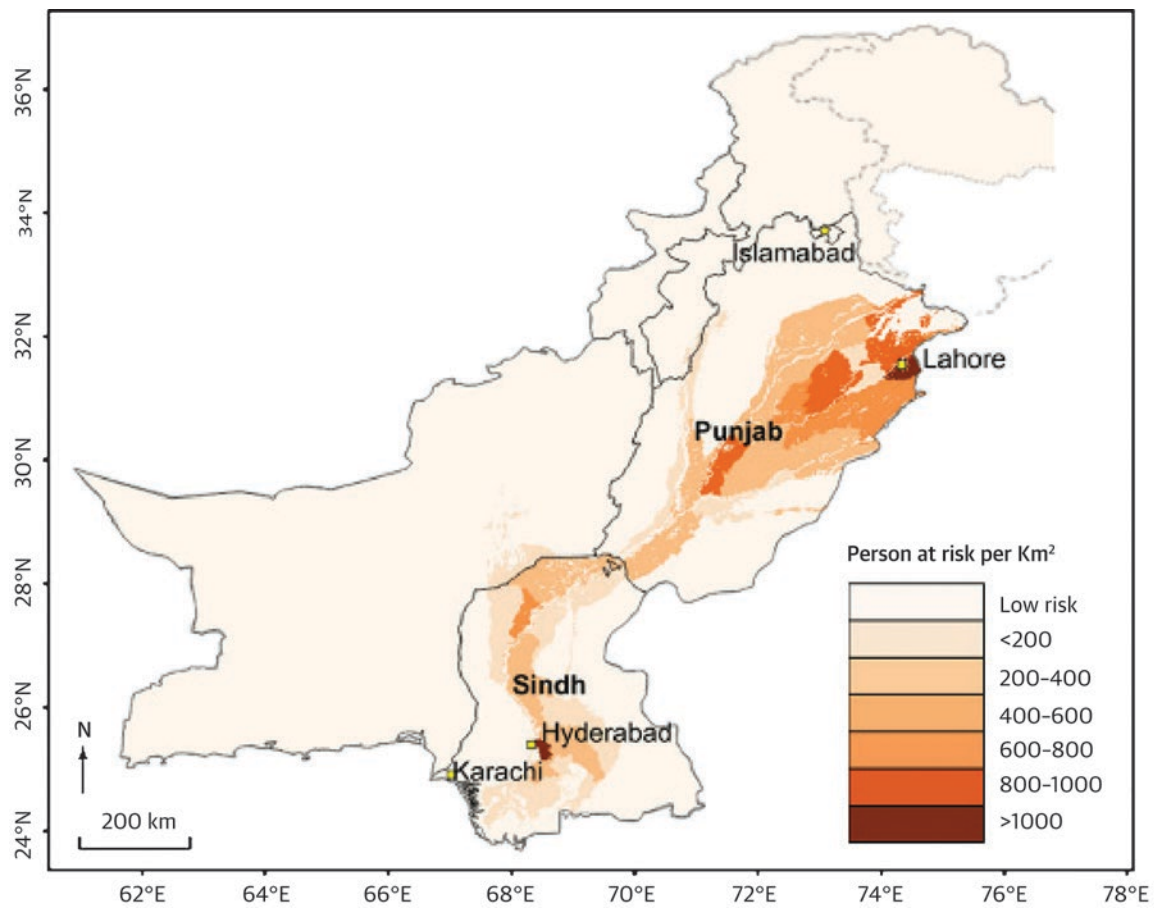 36°N
34°N
32°N
30°N
28°N
26°N
24°N
Islamabad
Lahore
Punjab
Sindh
Hyderabad
Karachi
N
200 km
Person at risk per Km²
Low risk
<200
200–400
400–600
600–800
800–1000
>1000
62°E 64°E 66°E 68°E 70°E 72°E 74°E 76°E 78°E